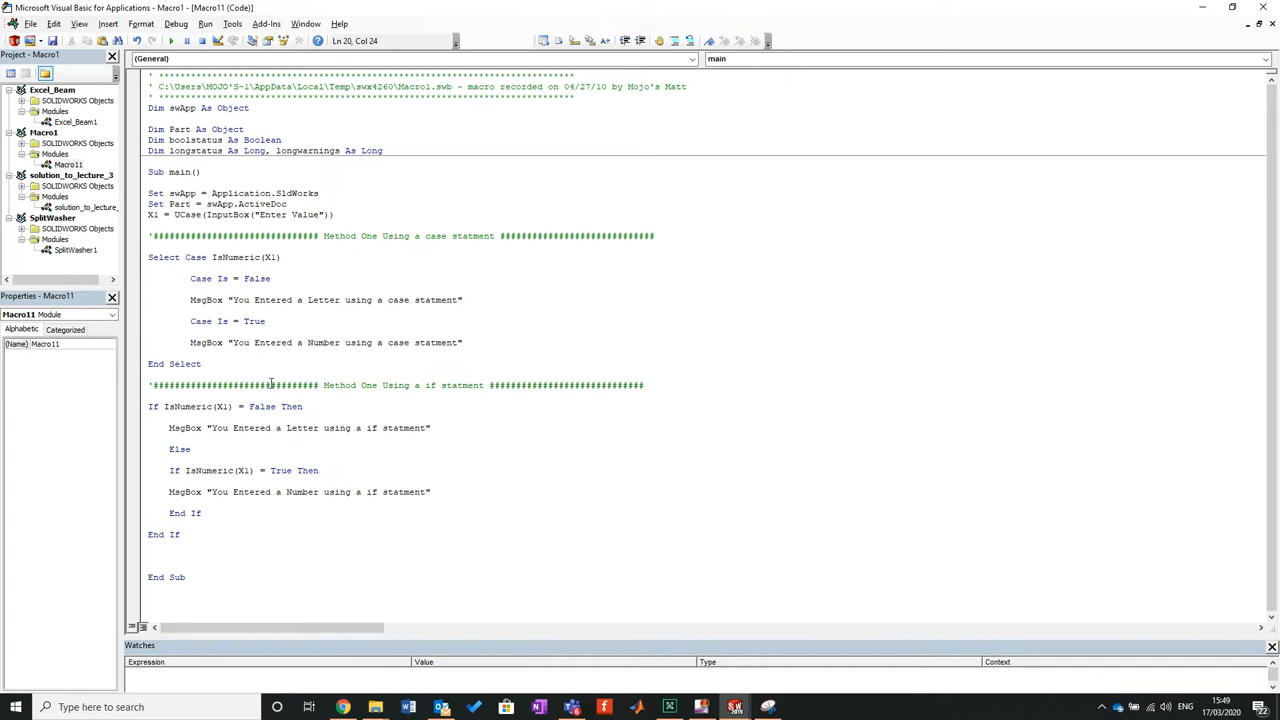 Microsoft Visual Basic for Applications - Macro1 - [Macro11 (Code)]
File Edit View Insert Format Debug Run Tools Add-Ins Window Help
Ln 20, Col 24
Project - Macro1
(General)
main
Excel_Beam
SOLIDWORKS Objects
Modules
Excel_Beam1
Macro1
SOLIDWORKS Objects
Modules
Macro11
solution_to_lecture_3
SOLIDWORKS Objects
Modules
solution_to_lecture_
SplitWasher
SOLIDWORKS Objects
Modules
SplitWasher1
Properties - Macro11
Macro11 Module
Alphabetic Categorized
(Name) Macro11
' ******************************************************************************
' C:\Users\MOJO'S~1\AppData\Local\Temp\swx4260\Macro1.swb - macro recorded on 04/27/10 by Mojo's Matt
' ******************************************************************************
Dim swApp As Object
Dim Part As Object
Dim boolstatus As Boolean
Dim longstatus As Long, longwarnings As Long
Sub main()
Set swApp = Application.SldWorks
Set Part = swApp.ActiveDoc
X1 = UCase(InputBox("Enter Value"))
'############################### Method One Using a case statment #############################
Select Case IsNumeric(X1)
Case Is = False
MsgBox "You Entered a Letter using a case statment"
Case Is = True
MsgBox "You Entered a Number using a case statment"
End Select
'############################### Method One Using a if statment #############################
If IsNumeric(X1) = False Then
MsgBox "You Entered a Letter using a if statment"
Else
If IsNumeric(X1) = True Then
MsgBox "You Entered a Number using a if statment"
End If
End If
End Sub
Watches
Expression Value Type Context
Type here to search
ENG
15:49
17/03/2020
22